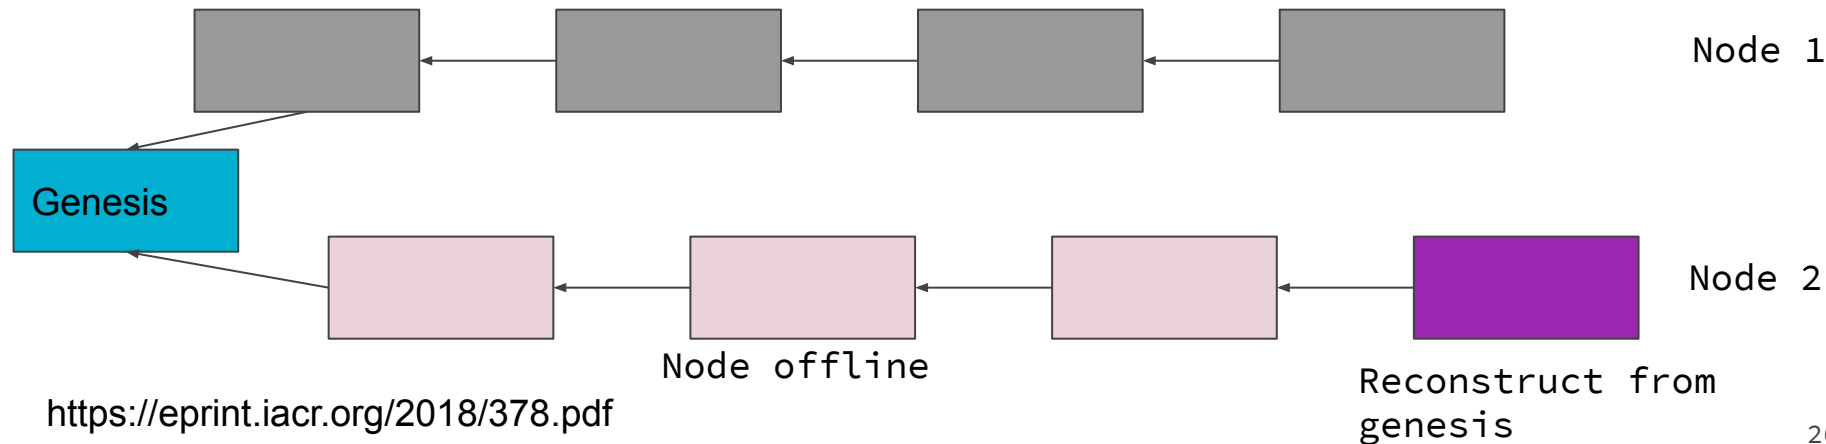 Node 1
Genesis
Node 2
Node offline
Reconstruct from
genesis
https://eprint.iacr.org/2018/378.pdf